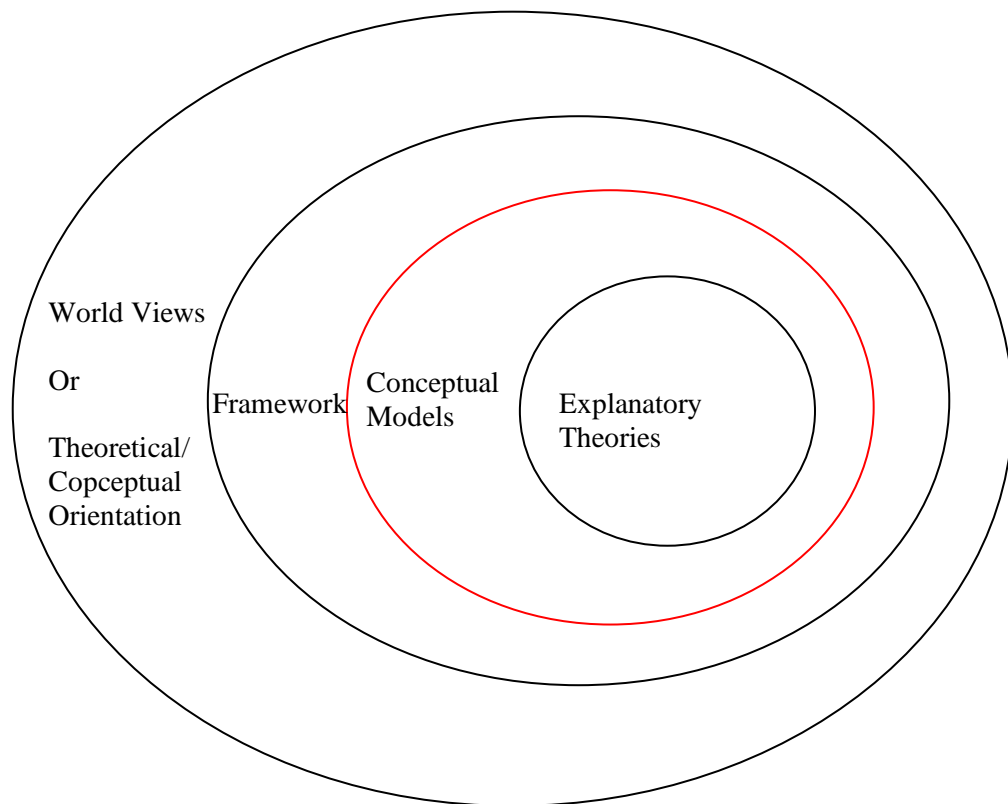 World Views
Or
Theoretical/
Copceptual
Orientation
Framework
Conceptual
Models
Explanatory
Theories